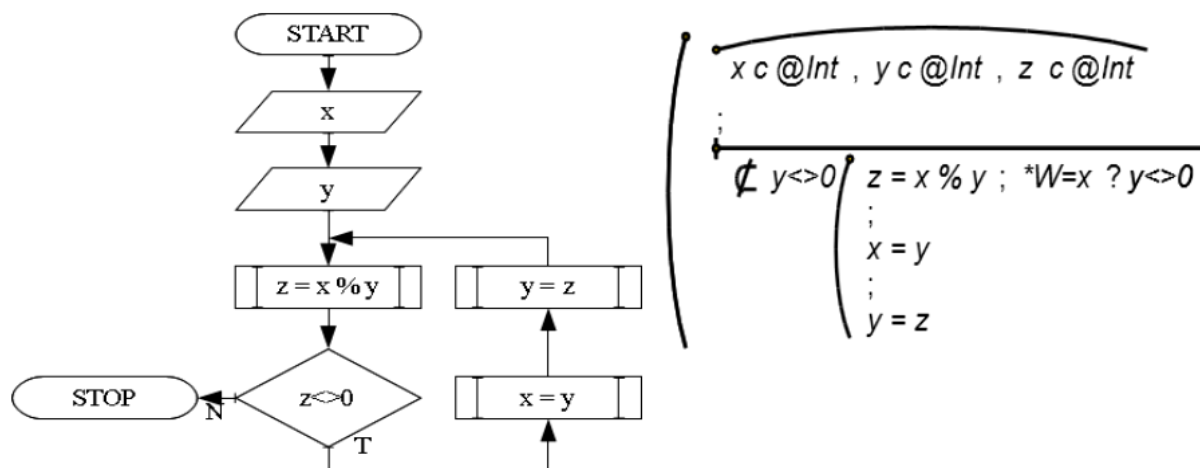 START
x
y
z = x % y
y = z
z<>0
x = y
STOP
N
T
x c @Int , y c @Int , z c @Int
;
₵ y<>0 z = x % y ; *W=x ? y<>0
;
x = y
;
y = z